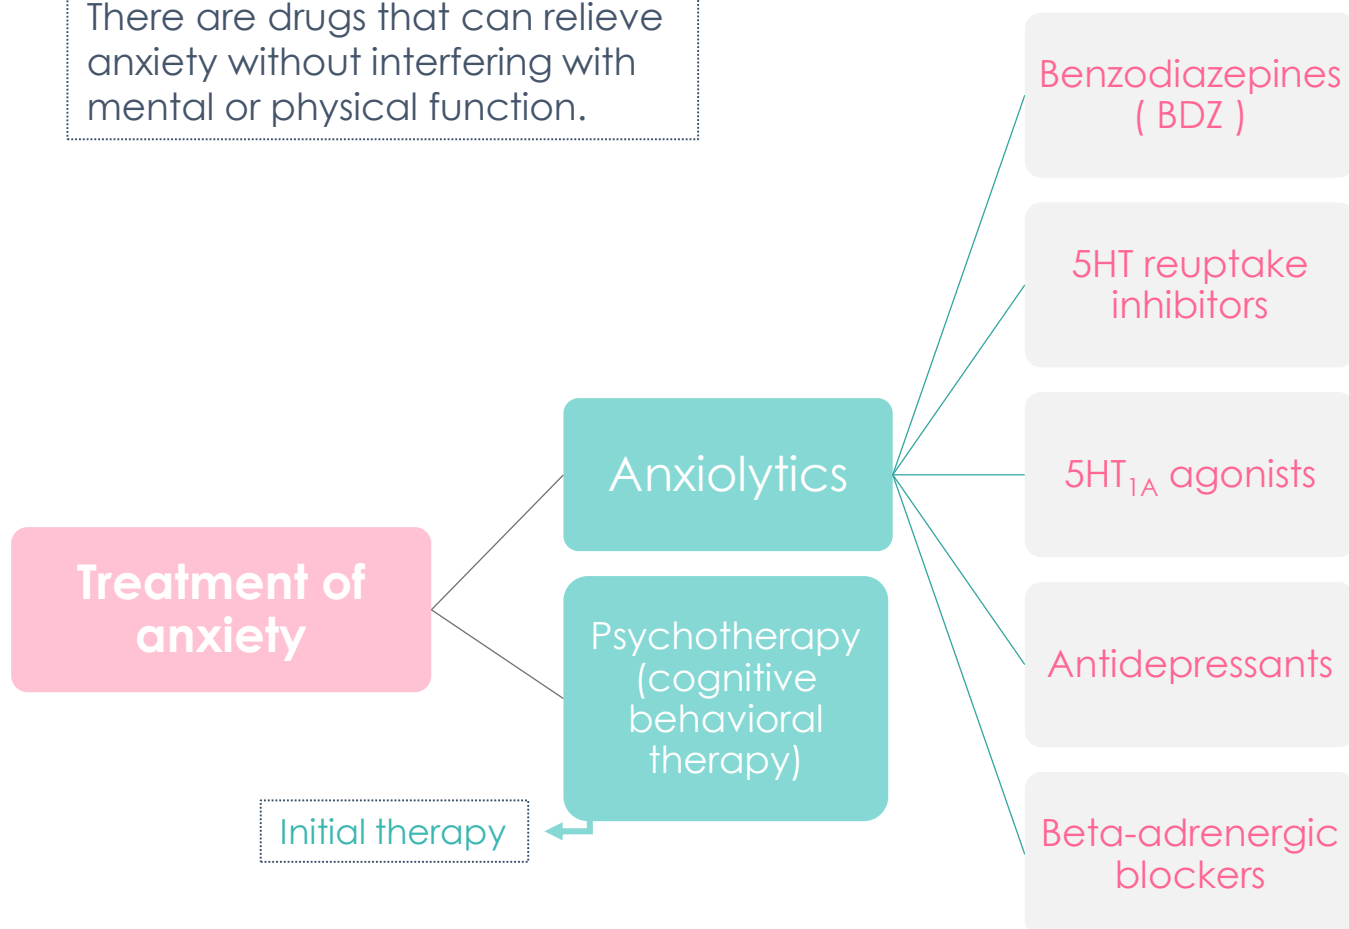 There are drugs that can relieve
anxiety without interfering with
mental or physical function.
Treatment of
anxiety
Anxiolytics
Psychotherapy
(cognitive
behavioral
therapy)
Initial therapy
Benzodiazepines
( BDZ )
5HT reuptake
inhibitors
5HT₁A agonists
Antidepressants
Beta-adrenergic
blockers